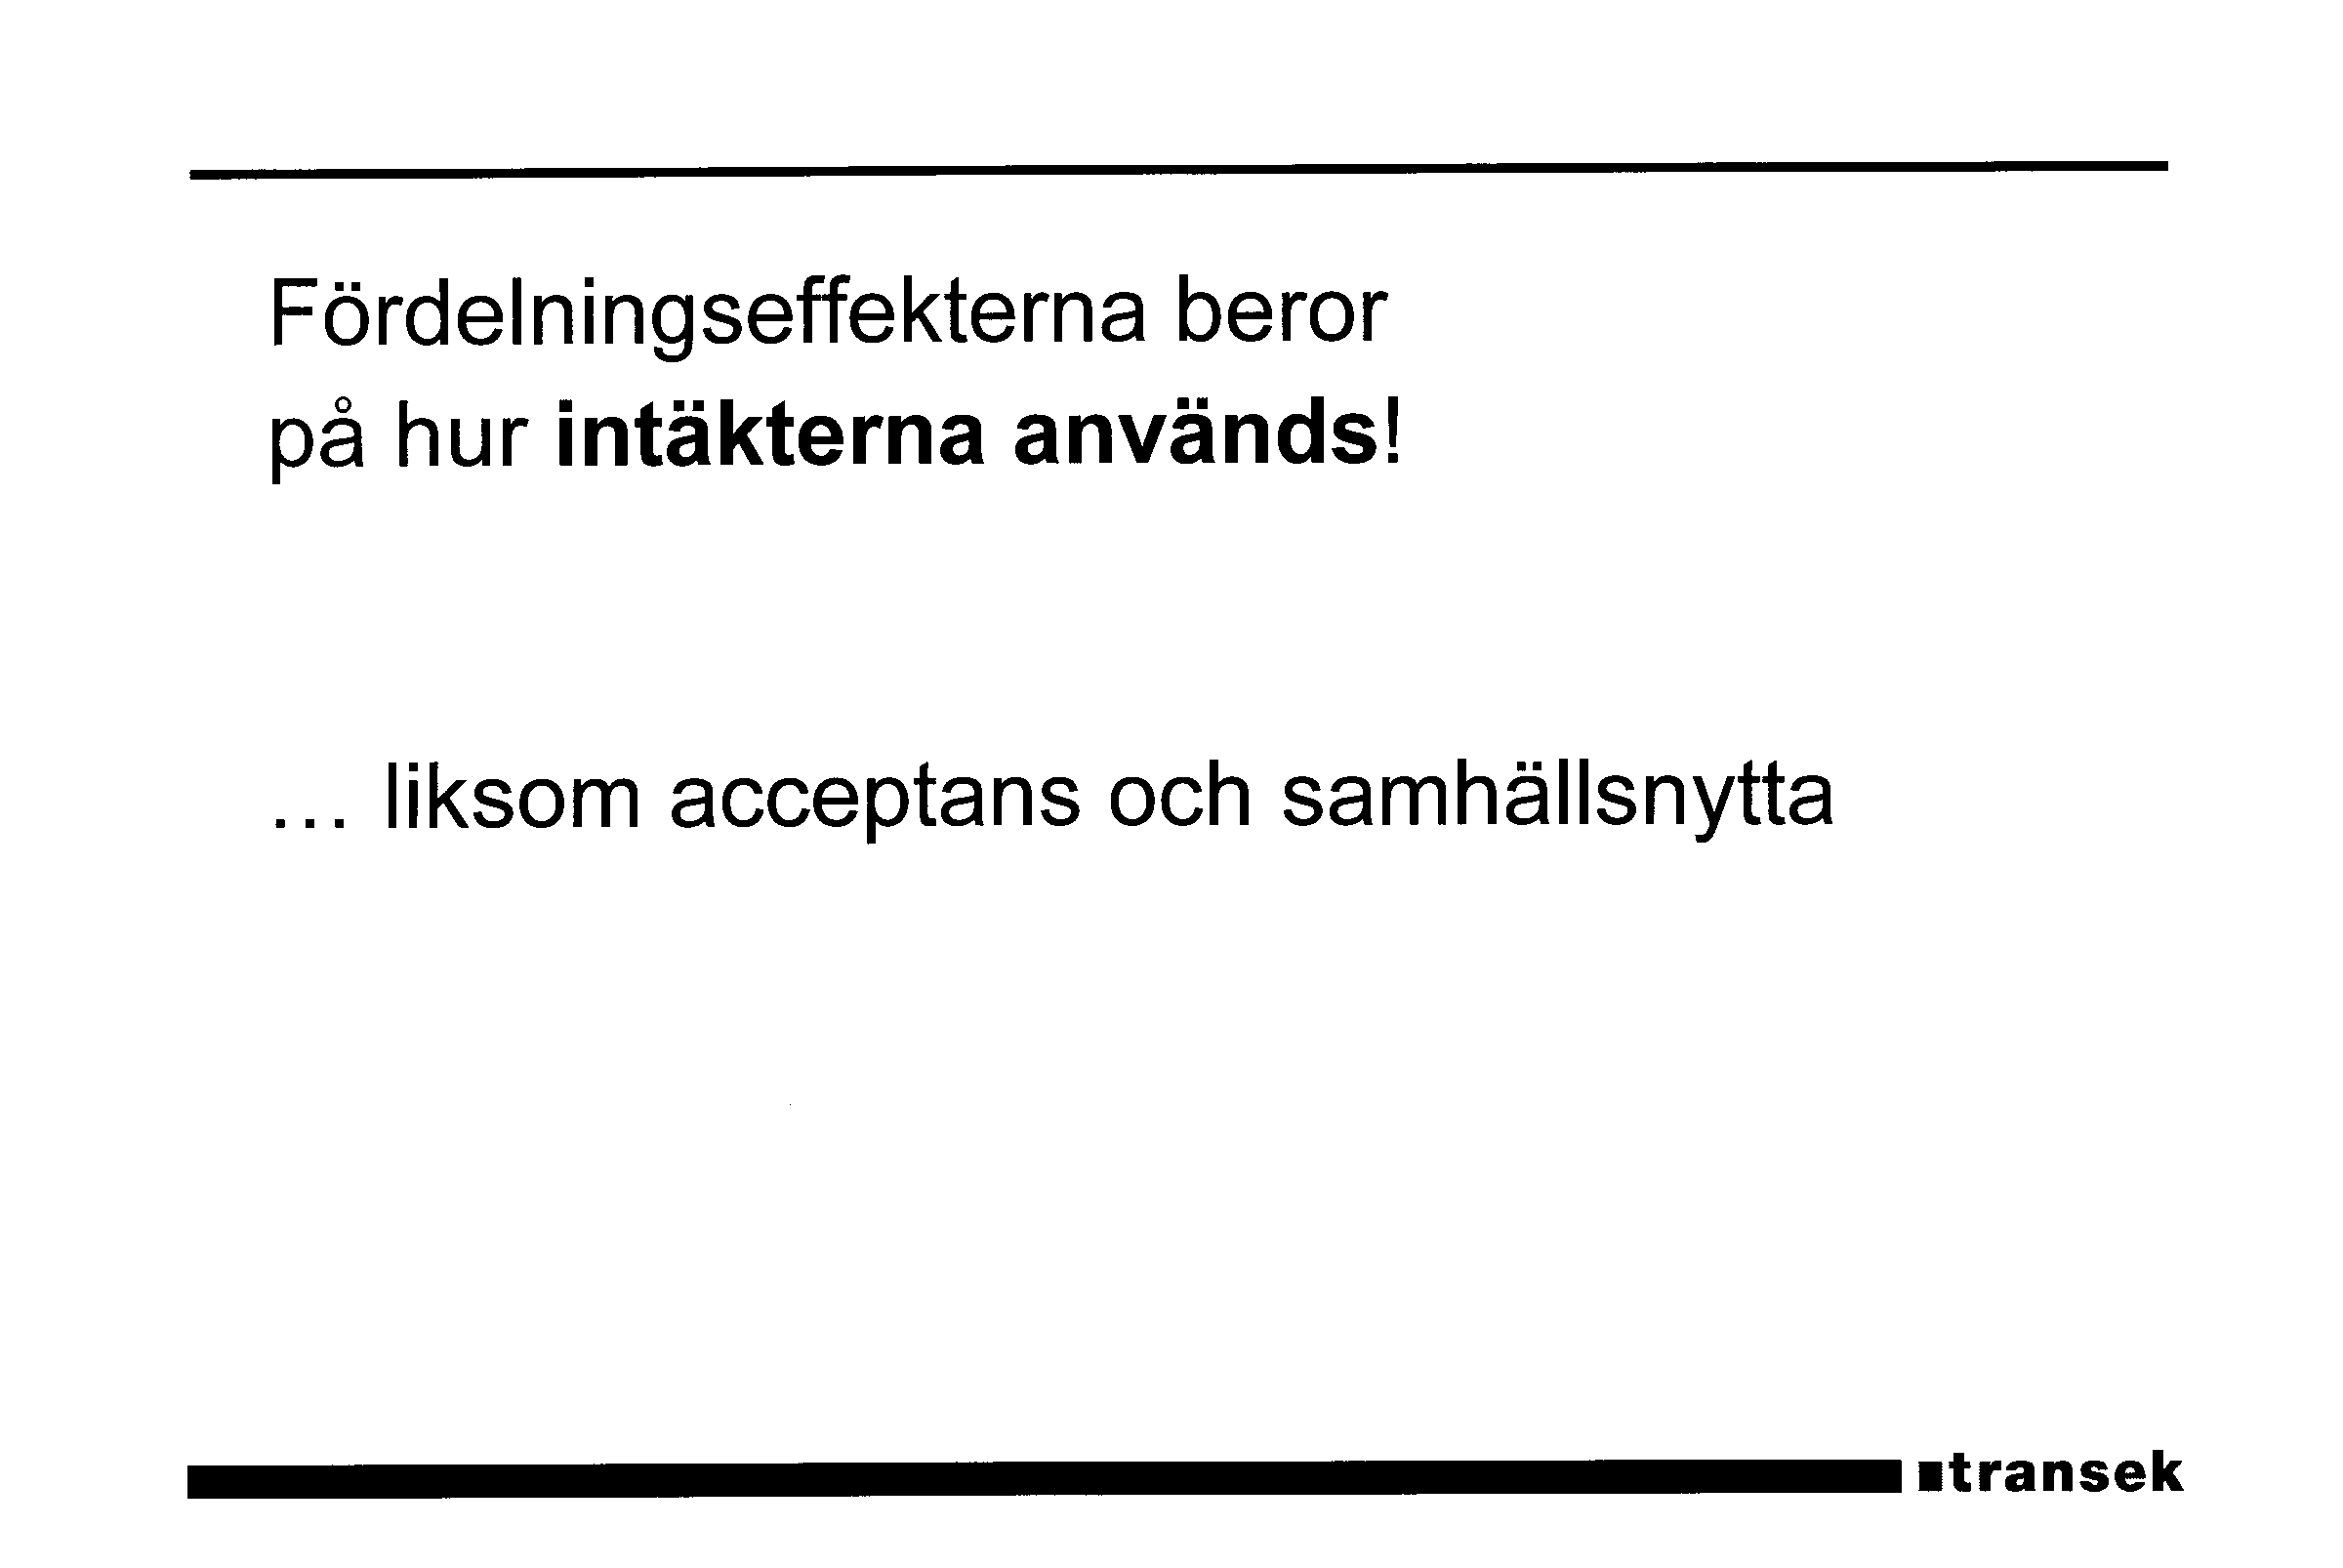 Fördelningseffekterna beror
på hur intäkterna används!
... liksom acceptans och samhällsnytta
transek